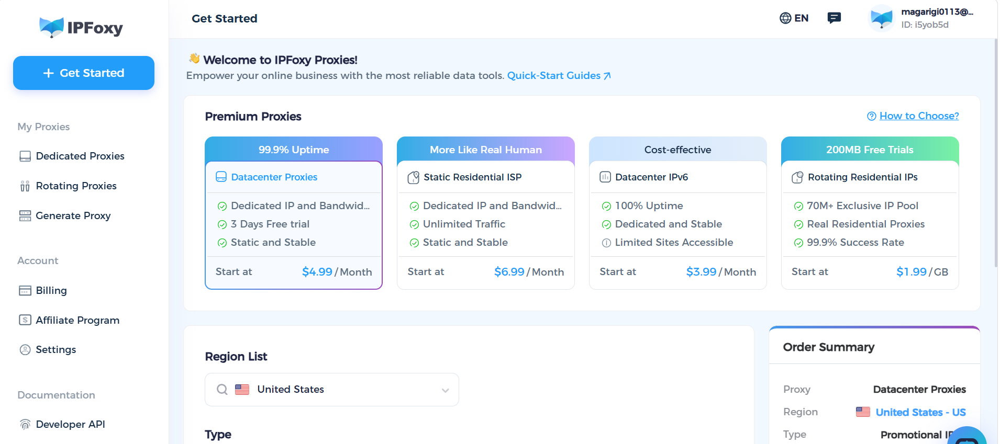 IPFoxy
Get Started
EN
magarigi0113@...
ID: i5yob5d
+ Get Started
My Proxies
Dedicated Proxies
Rotating Proxies
Generate Proxy
Account
Billing
Affiliate Program
Settings
Documentation
Developer API
👋 Welcome to IPFoxy Proxies!
Empower your online business with the most reliable data tools. Quick-Start Guides
Premium Proxies
How to Choose?
99.9% Uptime
Datacenter Proxies
Dedicated IP and Bandwid...
3 Days Free trial
Static and Stable
Start at $4.99/Month
More Like Real Human
Static Residential ISP
Dedicated IP and Bandwid...
Unlimited Traffic
Static and Stable
Start at $6.99/Month
Cost-effective
Datacenter IPv6
100% Uptime
Dedicated and Stable
Limited Sites Accessible
Start at $3.99/Month
200MB Free Trials
Rotating Residential IPs
70M+ Exclusive IP Pool
Real Residential Proxies
99.9% Success Rate
Start at $1.99/GB
Region List
United States
Type
Order Summary
Proxy Datacenter Proxies
Region United States - US
Type Promotional